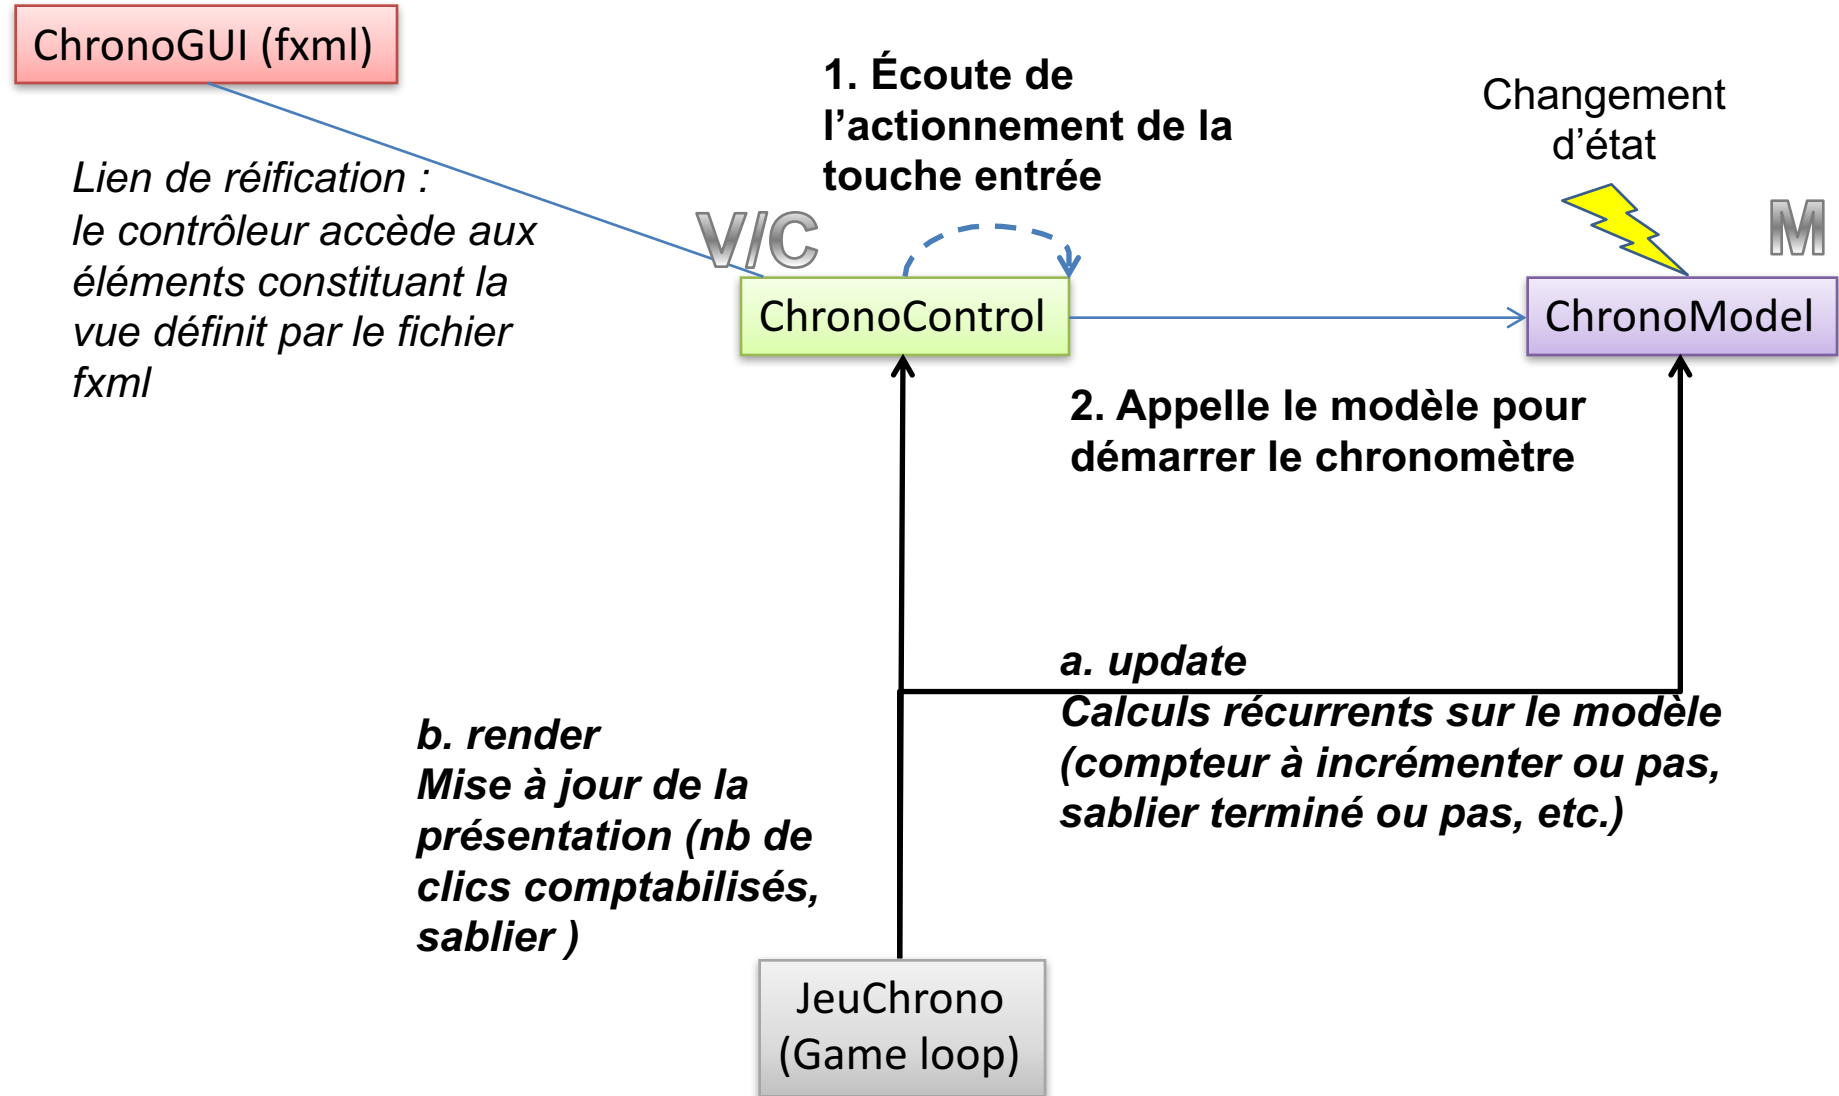 ChronoGUI (fxml)
1. Écoute de
l’actionnement de la
touche entrée
Changement
d’état
Lien de réification :
le contrôleur accède aux
éléments constituant la
vue définit par le fichier
fxml
V/C
M
ChronoControl
ChronoModel
2. Appelle le modèle pour
démarrer le chronomètre
a. update
Calculs récurrents sur le modèle
(compteur à incrémenter ou pas,
sablier terminé ou pas, etc.)
b. render
Mise à jour de la
présentation (nb de
clics comptabilisés,
sablier )
JeuChrono
(Game loop)